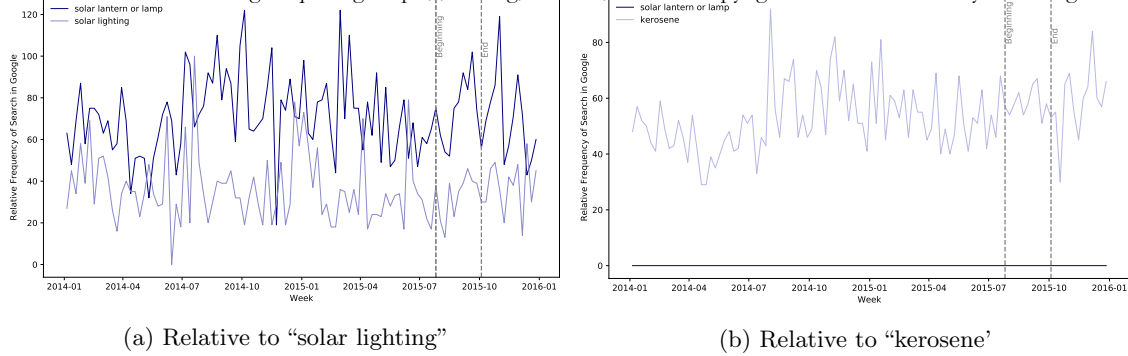 solar lantern or lamp
solar lighting
Relative Frequency of Search in Google
120
100
80
60
40
20
0
Beginning
End
2014-01 2014-04 2014-07 2014-10 2015-01 2015-04 2015-07 2015-10 2016-01
Week
(a) Relative to “solar lighting”
solar lantern or lamp
kerosene
Relative Frequency of Search in Google
80
60
40
20
0
Beginning
End
2014-01 2014-04 2014-07 2014-10 2015-01 2015-04 2015-07 2015-10 2016-01
Week
(b) Relative to “kerosene’